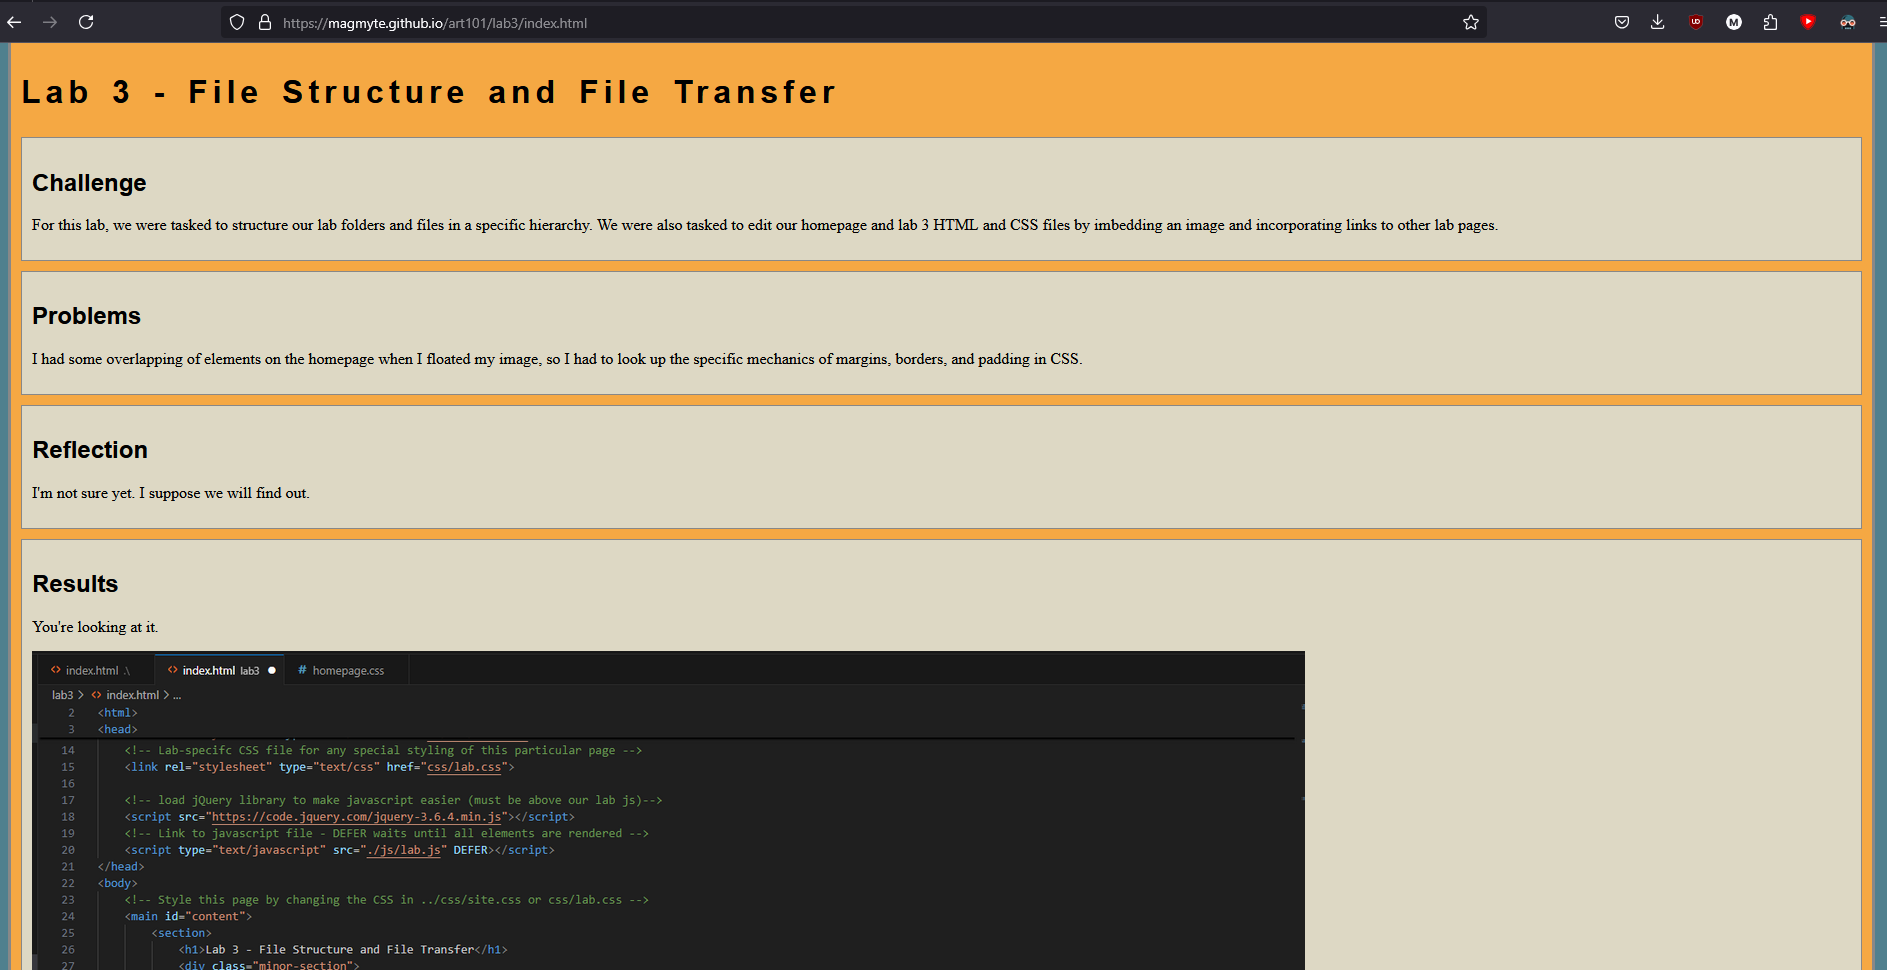 https://magmyte.github.io/art101/lab3/index.html
UD
M
Lab 3 - File Structure and File Transfer
Challenge
For this lab, we were tasked to structure our lab folders and files in a specific hierarchy. We were also tasked to edit our homepage and lab 3 HTML and CSS files by imbedding an image and incorporating links to other lab pages.
Problems
I had some overlapping of elements on the homepage when I floated my image, so I had to look up the specific mechanics of margins, borders, and padding in CSS.
Reflection
I'm not sure yet. I suppose we will find out.
Results
You're looking at it.
<> index.html .\ <> index.html lab3 ● # homepage.css
lab3 > <> index.html > ...
2 <html>
3 <head>
14 <!-- Lab-specifc CSS file for any special styling of this particular page -->
15 <link rel="stylesheet" type="text/css" href="css/lab.css">
16
17 <!-- load jQuery library to make javascript easier (must be above our lab js)-->
18 <script src="https://code.jquery.com/jquery-3.6.4.min.js"></script>
19 <!-- Link to javascript file - DEFER waits until all elements are rendered -->
20 <script type="text/javascript" src="./js/lab.js" DEFER></script>
21 </head>
22 <body>
23 <!-- Style this page by changing the CSS in ../css/site.css or css/lab.css -->
24 <main id="content">
25 <section>
26 <h1>Lab 3 - File Structure and File Transfer</h1>
27 <div class="minor-section">